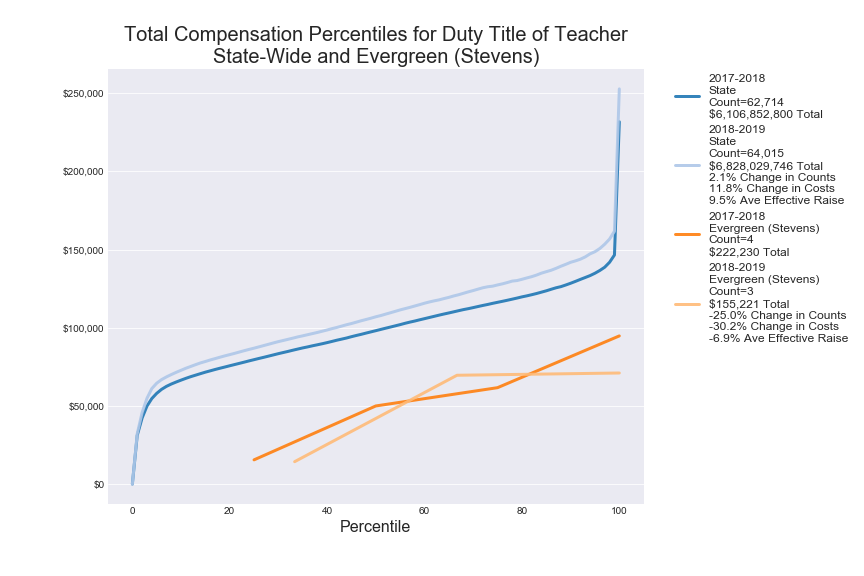 Total Compensation Percentiles for Duty Title of Teacher
State-Wide and Evergreen (Stevens)
$250,000
$200,000
$150,000
$100,000
$50,000
$0
0
20
40
60
80
100
Percentile
2017-2018
State
Count=62,714
$6,106,852,800 Total
2018-2019
State
Count=64,015
$6,828,029,746 Total
2.1% Change in Counts
11.8% Change in Costs
9.5% Ave Effective Raise
2017-2018
Evergreen (Stevens)
Count=4
$222,230 Total
2018-2019
Evergreen (Stevens)
Count=3
$155,221 Total
-25.0% Change in Counts
-30.2% Change in Costs
-6.9% Ave Effective Raise